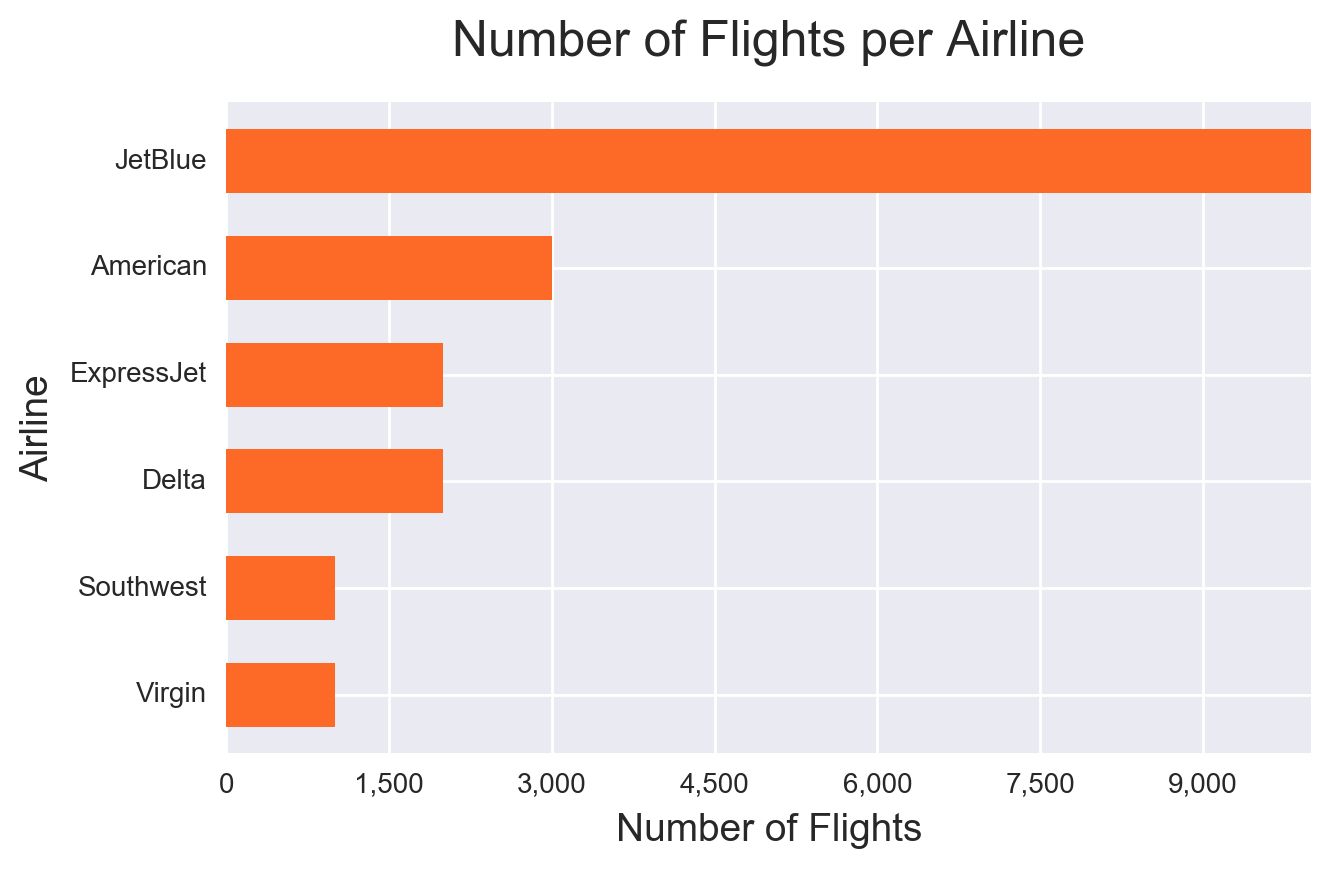 Number of Flights per Airline
JetBlue
American
ExpressJet
Delta
Southwest
Virgin
Airline
0 1,500 3,000 4,500 6,000 7,500 9,000
Number of Flights